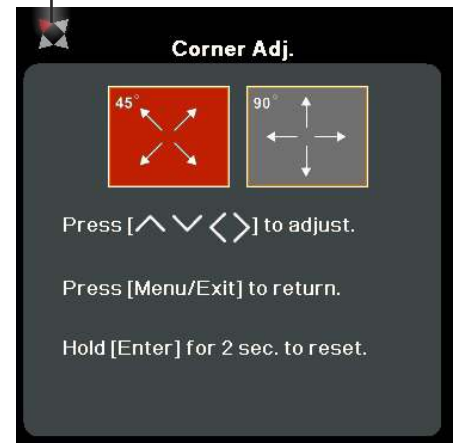 Corner Adj.
45° 90°
Press [︿﹀〈〉] to adjust.
Press [Menu/Exit] to return.
Hold [Enter] for 2 sec. to reset.